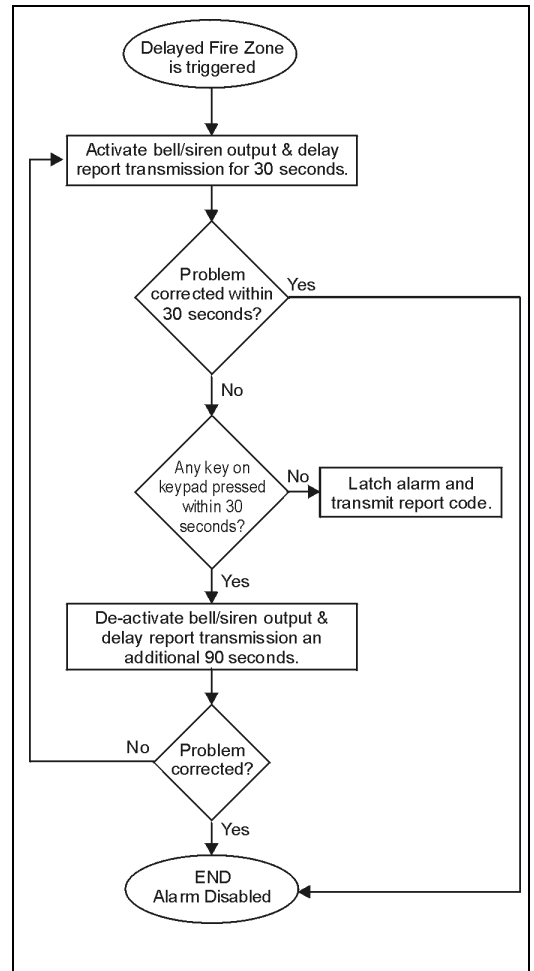 Delayed Fire Zone
is triggered
Activate bell/siren output & delay
report transmission for 30 seconds.
Problem
corrected within
30 seconds?
Yes
No
Any key on
keypad pressed
within 30
seconds?
No
Latch alarm and
transmit report code.
Yes
De-activate bell/siren output &
delay report transmission an
additional 90 seconds.
No
Problem
corrected?
Yes
END
Alarm Disabled